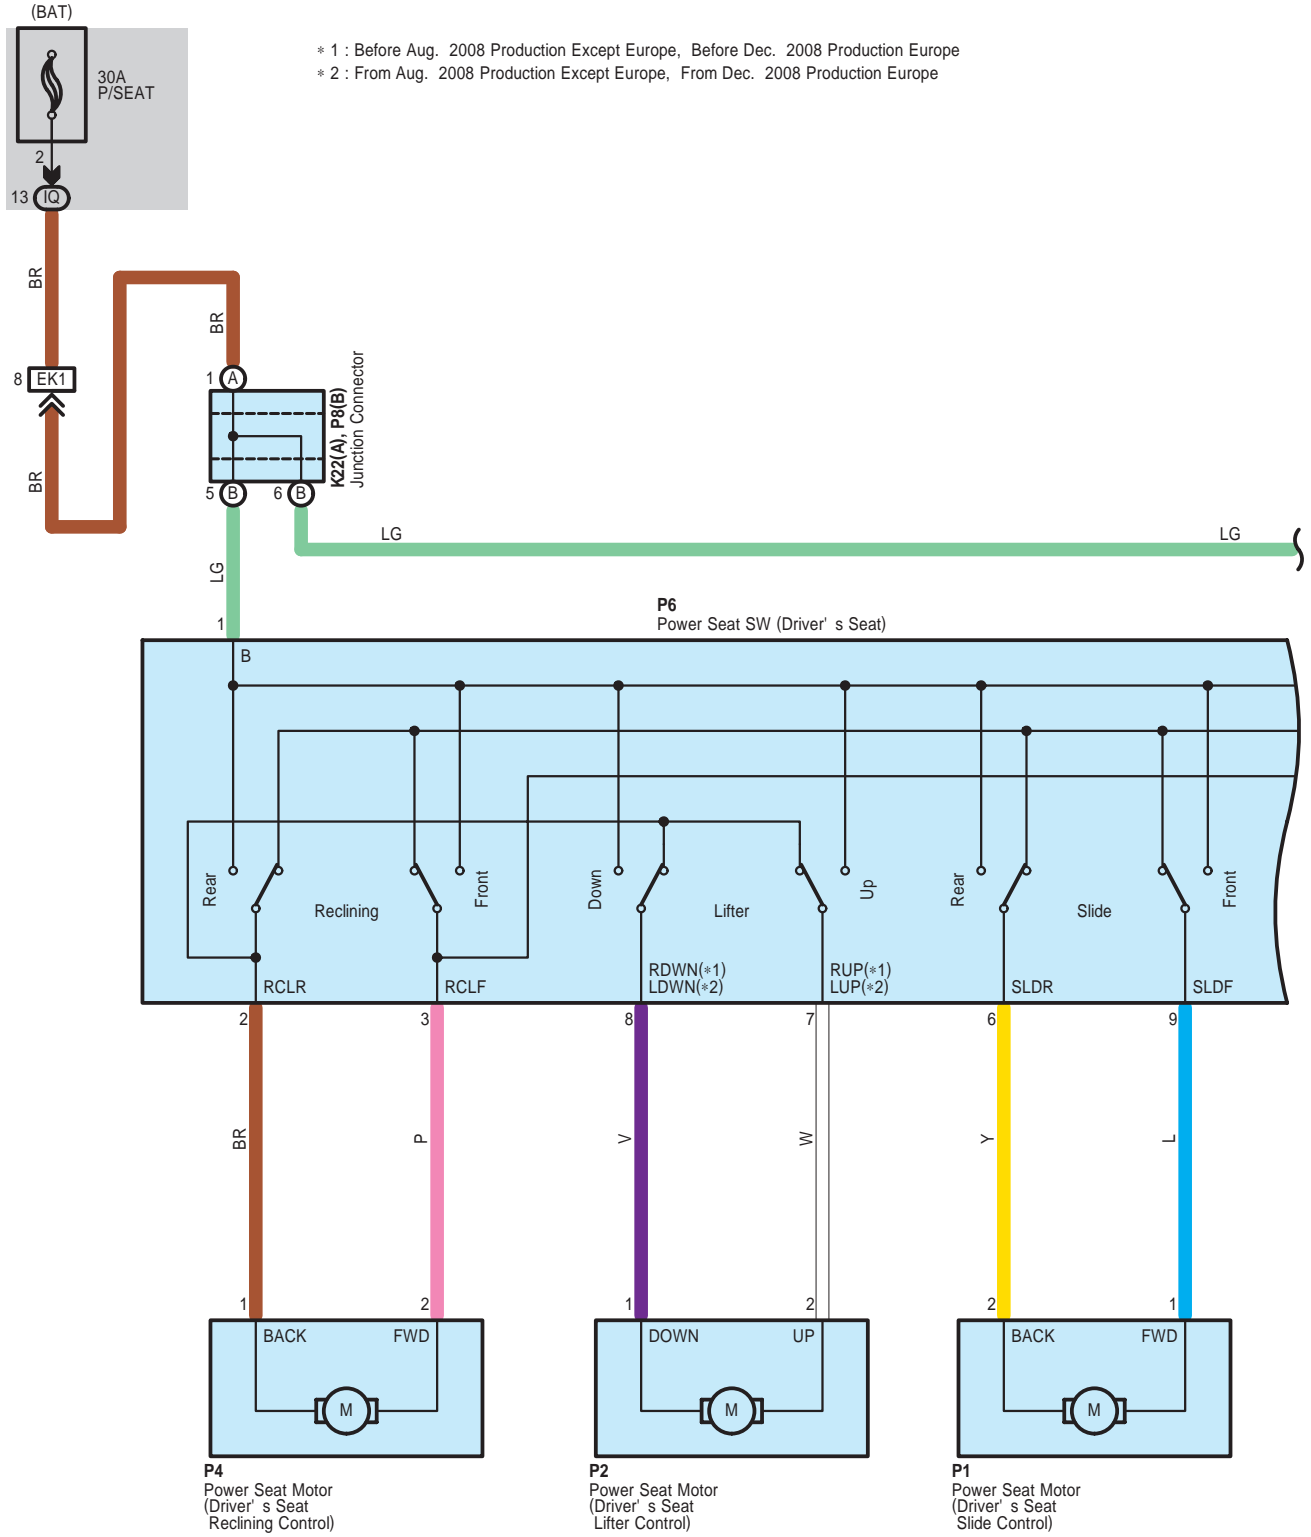 (BAT)
30A
P/SEAT
2
13 IQ
* 1 : Before Aug. 2008 Production Except Europe, Before Dec. 2008 Production Europe
* 2 : From Aug. 2008 Production Except Europe, From Dec. 2008 Production Europe
BR
BR
8 EK1
1 A
K22(A), P8(B)
Junction Connector
BR
5 B 6 B
LG LG
LG
P6
Power Seat SW (Driver' s Seat)
1
B
Rear Reclining Front
Down Lifter Up
Rear Slide Front
RCLR RCLF
RDWN(*1)
LDWN(*2)
RUP(*1)
LUP(*2)
SLDR SLDF
2 3 8 7 6 9
BR P V W Y L
1 2 1 2 2 1
BACK FWD DOWN UP BACK FWD
M M M
P4
Power Seat Motor
(Driver' s Seat
Reclining Control)
P2
Power Seat Motor
(Driver' s Seat
Lifter Control)
P1
Power Seat Motor
(Driver' s Seat
Slide Control)